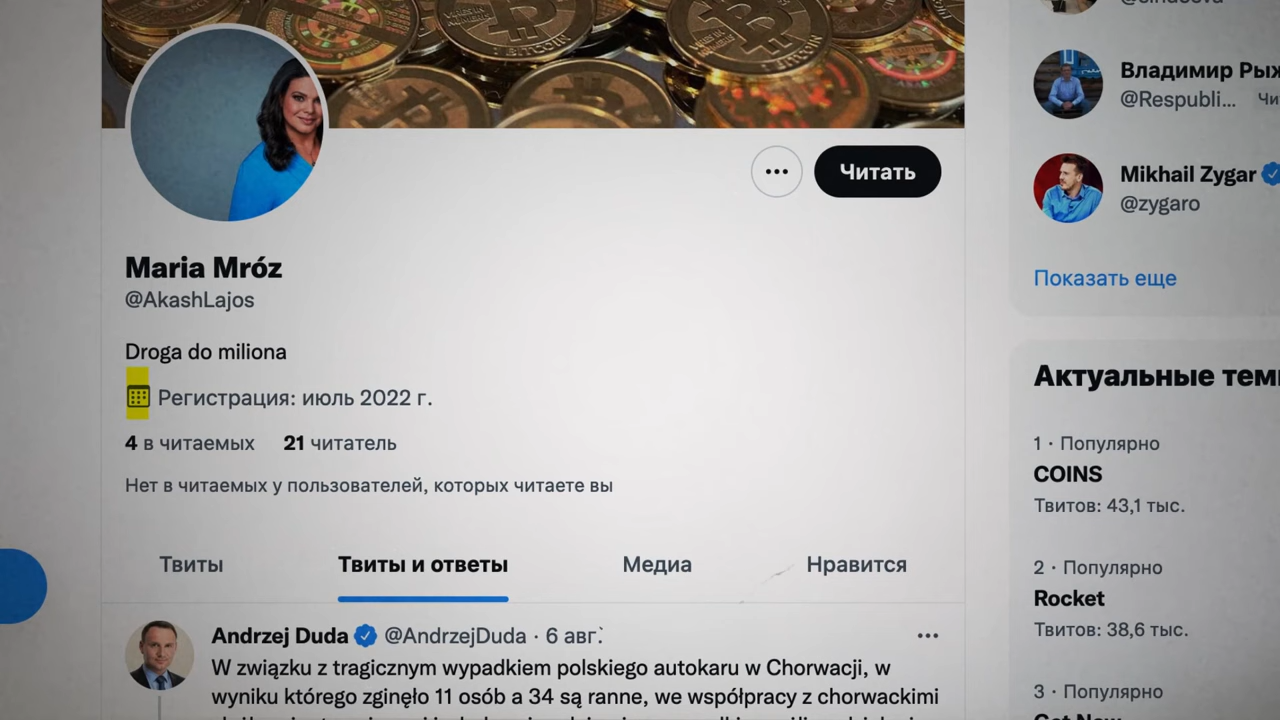 BITCOIN
BITCOIN
Читать
Maria Mróz
@AkashLajos
Droga do miliona
Регистрация: июль 2022 г.
4 в читаемых 21 читатель
Нет в читаемых у пользователей, которых читаете вы
Твиты Твиты и ответы Медиа Нравится
Andrzej Duda @AndrzejDuda · 6 авг.
W związku z tragicznym wypadkiem polskiego autokaru w Chorwacji, w
wyniku którego zginęło 11 osób a 34 są ranne, we współpracy z chorwackimi
Владимир
@Respubli...
Mikhail Zygar
@zygaro
Показать еще
Актуальные
1 · Популярно
COINS
Твитов: 43,1 тыс.
2 · Популярно
Rocket
Твитов: 38,6 тыс.
3 · Популярно